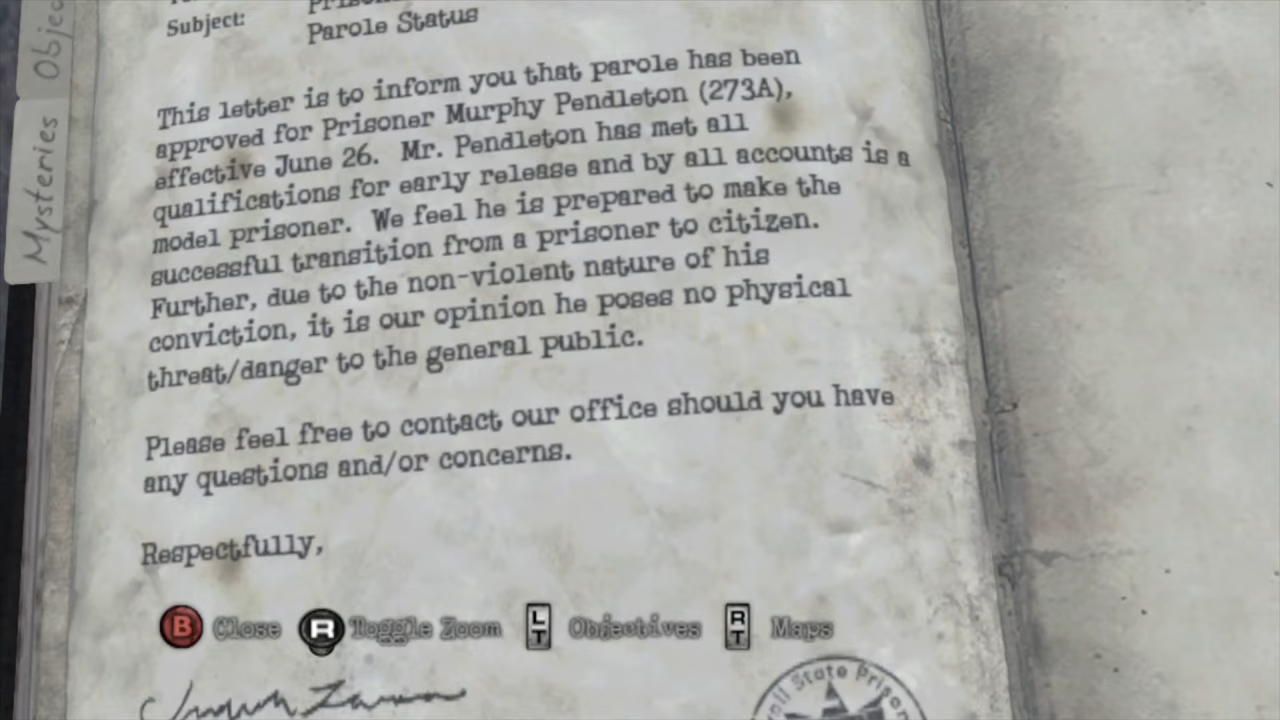 Subject:
Parole Status
This letter is to inform you that parole has been
approved for Prisoner Murphy Pendleton (273A),
effective June 26. Mr. Pendleton has met all
qualifications for early release and by all accounts is a
model prisoner. We feel he is prepared to make the
successful transition from a prisoner to citizen.
Further, due to the non-violent nature of his
conviction, it is our opinion he poses no physical
threat/danger to the general public.
Please feel free to contact our office should you have
any questions and/or concerns.
Respectfully,
B Close R Toggle Zoom LT Objectives RT Maps
State Prison
Mysteries